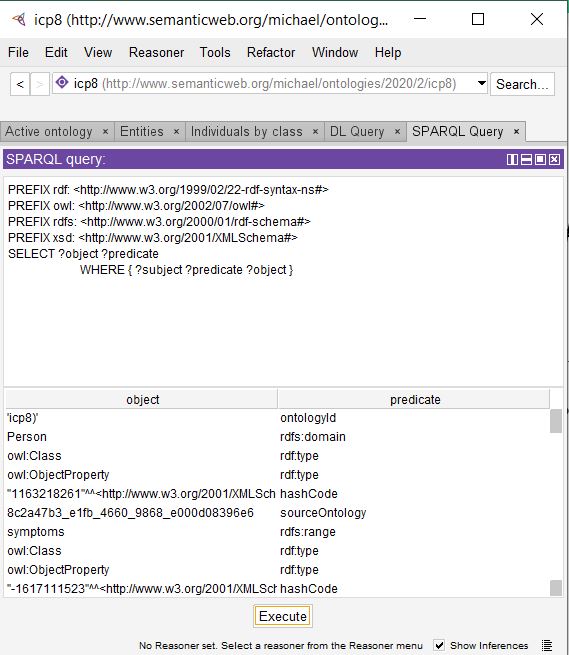 icp8 (http://www.semanticweb.org/michael/ontolog...
File Edit View Reasoner Tools Refactor Window Help
< > icp8 (http://www.semanticweb.org/michael/ontologies/2020/2/icp8) Search...
Active ontology × Entities × Individuals by class × DL Query × SPARQL Query ×
SPARQL query:
PREFIX rdf: <http://www.w3.org/1999/02/22-rdf-syntax-ns#>
PREFIX owl: <http://www.w3.org/2002/07/owl#>
PREFIX rdfs: <http://www.w3.org/2000/01/rdf-schema#>
PREFIX xsd: <http://www.w3.org/2001/XMLSchema#>
SELECT ?object ?predicate
WHERE { ?subject ?predicate ?object }
object predicate
'icp8)' ontologyId
Person rdfs:domain
owl:Class rdf:type
owl:ObjectProperty rdf:type
"1163218261"^^<http://www.w3.org/2001/XMLSch hashCode
8c2a47b3_e1fb_4660_9868_e000d08396e6 sourceOntology
symptoms rdfs:range
owl:Class rdf:type
owl:ObjectProperty rdf:type
"-1617111523"^^<http://www.w3.org/2001/XMLSct hashCode
Execute
No Reasoner set. Select a reasoner from the Reasoner menu Show Inferences